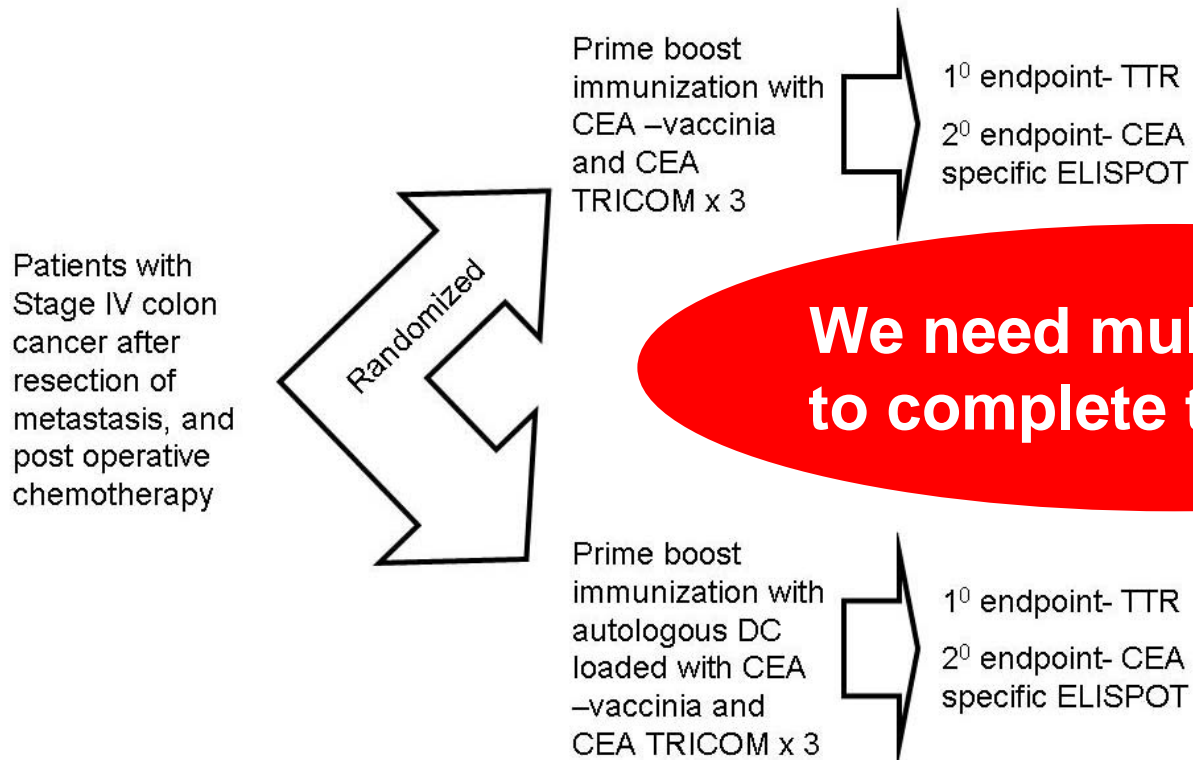 Patients with
Stage IV colon
cancer after
resection of
metastasis, and
post operative
chemotherapy
Randomized
Prime boost
immunization with
CEA –vaccinia
and CEA
TRICOM x 3
1⁰ endpoint- TTR
2⁰ endpoint- CEA
specific ELISPOT
We need
to complete
Prime boost
immunization with
autologous DC
loaded with CEA
–vaccinia and
CEA TRICOM x 3
1⁰ endpoint- TTR
2⁰ endpoint- CEA
specific ELISPOT